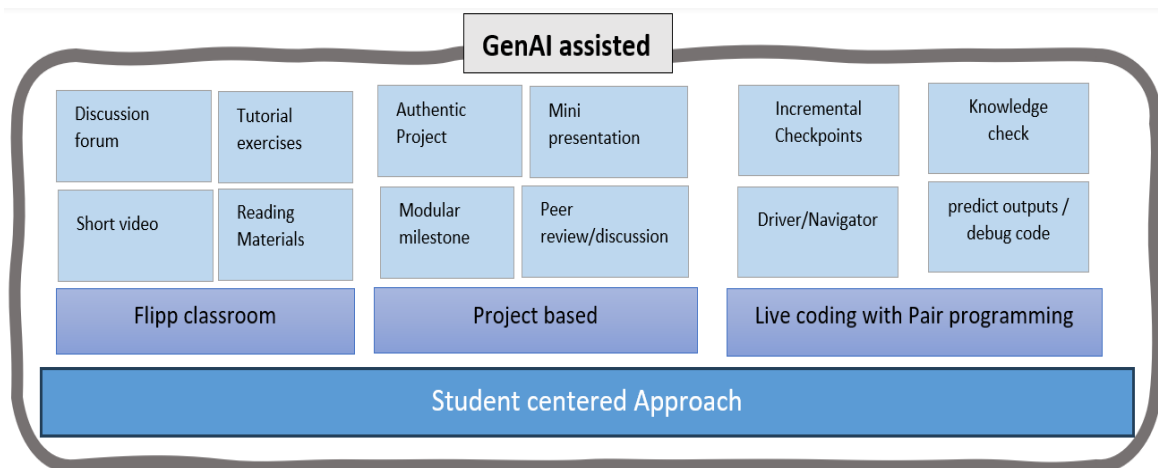 GenAI assisted
Discussion
forum
Tutorial
exercises
Short video
Reading
Materials
Flipp classroom
Authentic
Project
Mini
presentation
Modular
milestone
Peer
review/discussion
Project based
Incremental
Checkpoints
Knowledge
check
Driver/Navigator
predict outputs /
debug code
Live coding with Pair programming
Student centered Approach